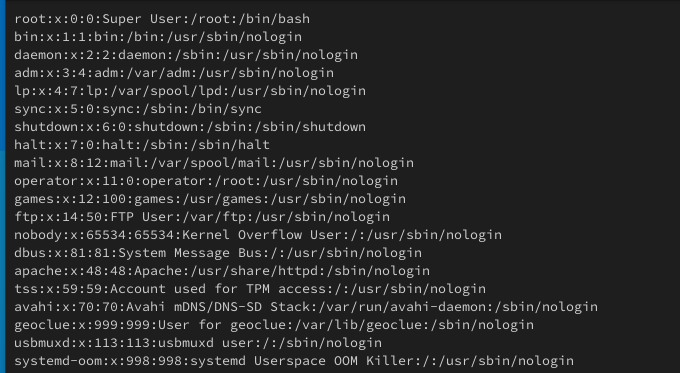 root:x:0:0:Super User:/root:/bin/bash
bin:x:1:1:bin:/bin:/usr/sbin/nologin
daemon:x:2:2:daemon:/sbin:/usr/sbin/nologin
adm:x:3:4:adm:/var/adm:/usr/sbin/nologin
lp:x:4:7:lp:/var/spool/lpd:/usr/sbin/nologin
sync:x:5:0:sync:/sbin:/bin/sync
shutdown:x:6:0:shutdown:/sbin:/sbin/shutdown
halt:x:7:0:halt:/sbin:/sbin/halt
mail:x:8:12:mail:/var/spool/mail:/usr/sbin/nologin
operator:x:11:0:operator:/root:/usr/sbin/nologin
games:x:12:100:games:/usr/games:/usr/sbin/nologin
ftp:x:14:50:FTP User:/var/ftp:/usr/sbin/nologin
nobody:x:65534:65534:Kernel Overflow User:/:/usr/sbin/nologin
dbus:x:81:81:System Message Bus:/:/usr/sbin/nologin
apache:x:48:48:Apache:/usr/share/httpd:/sbin/nologin
tss:x:59:59:Account used for TPM access:/:/usr/sbin/nologin
avahi:x:70:70:Avahi mDNS/DNS-SD Stack:/var/run/avahi-daemon:/sbin/nologin
geoclue:x:999:999:User for geoclue:/var/lib/geoclue:/sbin/nologin
usbmuxd:x:113:113:usbmuxd user:/:/sbin/nologin
systemd-oom:x:998:998:systemd Userspace OOM Killer:/:/usr/sbin/nologin